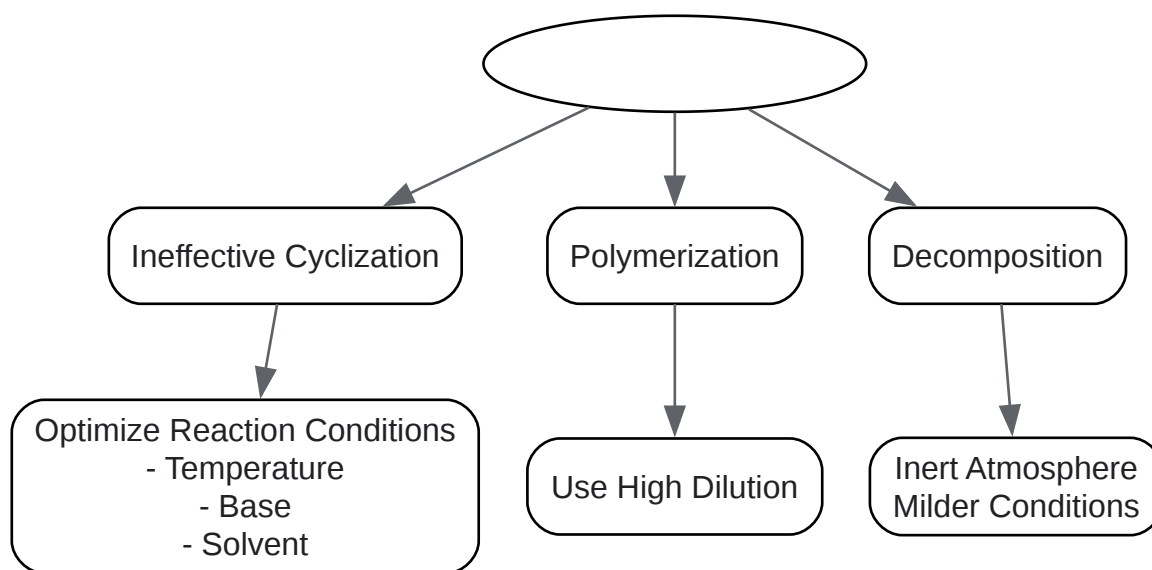 Ineffective Cyclization
Polymerization
Decomposition
Optimize Reaction Conditions
- Temperature
- Base
- Solvent
Use High Dilution
Inert Atmosphere
Milder Conditions